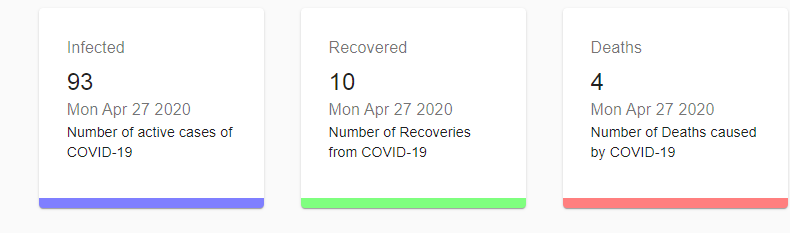 Infected
93
Mon Apr 27 2020
Number of active cases of
COVID-19
Recovered
10
Mon Apr 27 2020
Number of Recoveries
from COVID-19
Deaths
4
Mon Apr 27 2020
Number of Deaths caused
by COVID-19